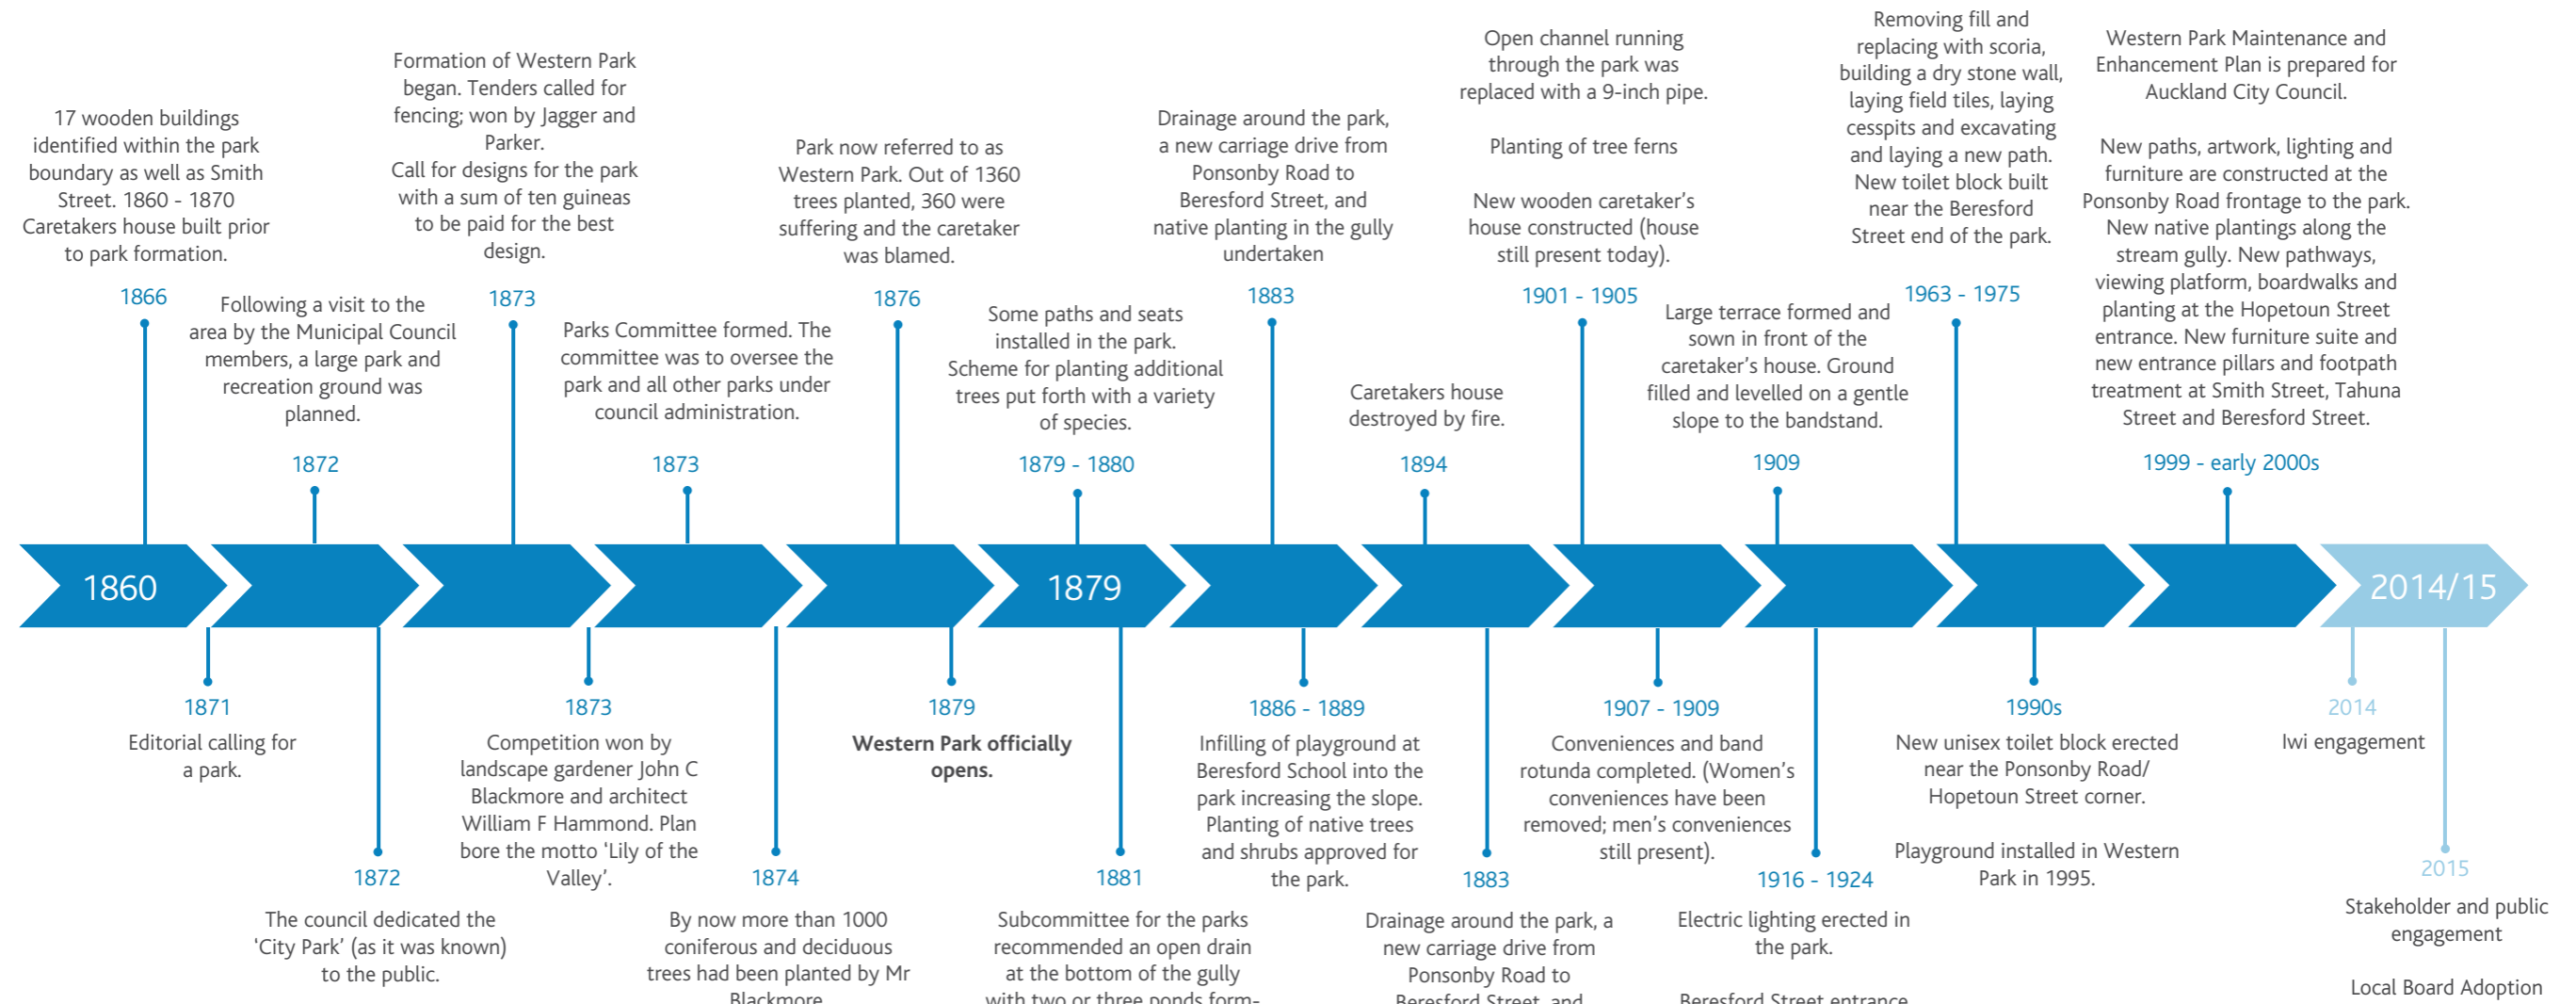 17 wooden buildings
identified within the park
boundary as well as Smith
Street. 1860 - 1870
Caretakers house built prior
to park formation.
1866
Following a visit to the
area by the Municipal Council
members, a large park and
recreation ground was
planned.
1872
Formation of Western Park
began. Tenders called for
fencing; won by Jagger and
Parker.
Call for designs for the park
with a sum of ten guineas
to be paid for the best
design.
1873
Parks Committee formed. The
committee was to oversee the
park and all other parks under
council administration.
1873
Park now referred to as
Western Park. Out of 1360
trees planted, 360 were
suffering and the caretaker
was blamed.
1876
Some paths and seats
installed in the park.
Scheme for planting additional
trees put forth with a variety
of species.
1879 - 1880
Drainage around the park,
a new carriage drive from
Ponsonby Road to
Beresford Street, and
native planting in the gully
undertaken
1883
Caretakers house
destroyed by fire.
1894
Open channel running
through the park was
replaced with a 9-inch pipe.
Planting of tree ferns
New wooden caretaker's
house constructed (house
still present today).
1901 - 1905
Large terrace formed and
sown in front of the
caretaker's house. Ground
filled and levelled on a gentle
slope to the bandstand.
1909
Removing fill and
replacing with scoria,
building a dry stone wall,
laying field tiles, laying
cesspits and excavating
and laying a new path.
New toilet block built
near the Beresford
Street end of the park.
1963 - 1975
Western Park Maintenance and
Enhancement Plan is prepared for
Auckland City Council.
New paths, artwork, lighting and
furniture are constructed at the
Ponsonby Road frontage to the park.
New native plantings along the
stream gully. New pathways,
viewing platform, boardwalks and
planting at the Hopetoun Street
entrance. New furniture suite and
new entrance pillars and footpath
treatment at Smith Street, Tahuna
Street and Beresford Street.
1999 - early 2000s
1860
1879
2014/15
1871
Editorial calling for
a park.
1872
The council dedicated the
'City Park' (as it was known)
to the public.
1873
Competition won by
landscape gardener John C
Blackmore and architect
William F Hammond. Plan
bore the motto 'Lily of the
Valley'.
1874
By now more than 1000
coniferous and deciduous
trees had been planted by Mr
Blackmore
1879
Western Park officially
opens.
1881
Subcommittee for the parks
recommended an open drain
at the bottom of the gully
with two or three ponds form-
1886 - 1889
Infilling of playground at
Beresford School into the
park increasing the slope.
Planting of native trees
and shrubs approved for
the park.
1883
Drainage around the park, a
new carriage drive from
Ponsonby Road to
Beresford Street, and
1907 - 1909
Conveniences and band
rotunda completed. (Women's
conveniences have been
removed; men's conveniences
still present).
1916 - 1924
Electric lighting erected in
the park.
Beresford Street entrance
1990s
New unisex toilet block erected
near the Ponsonby Road/
Hopetoun Street corner.
Playground installed in Western
Park in 1995.
2014
Iwi engagement
2015
Stakeholder and public
engagement
Local Board Adoption